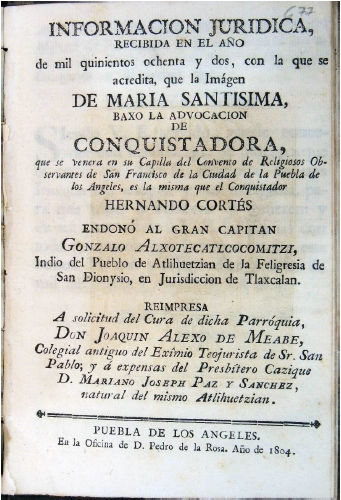 677
INFORMACION JURIDICA,
RECIBIDA EN EL AÑO
de mil quinientos ochenta y dos, con la que se
acredita, que la Imágen
DE MARIA SANTISIMA,
BAXO LA ADVOCACION
DE
CONQUISTADORA,
que se venera en su Capilla del Convento de Religiosos Ob-
servantes de San Francisco de la Ciudad de la Puebla de
los Angeles, es la misma que el Conquistador
HERNANDO CORTÉS
ENDONÓ AL GRAN CAPITAN
GONZALO ALXOTECATLCOCOMITZI,
Indio del Pueblo de Atlihuetzian de la Feligresia de
San Dionysio, en Jurisdiccion de Tlaxcalan.
REIMPRESA
A solicitud del Cura de dicha Parróquia,
DON JOAQUIN ALEXO DE MEABE,
Colegial antiguo del Exîmio Teojurista de Sr. San
Pablo; y á expensas del Presbítero Cazique
D. MARIANO JOSEPH PAZ Y SANCHEZ,
natural del mismo Atlihuetzian.
PUEBLA DE LOS ANGELES.
En la Oficina de D. Pedro de la Rosa. Año de 1804.